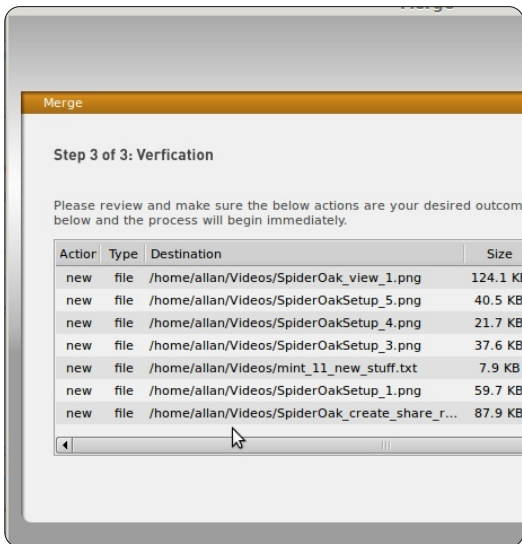 Merge
Merge
Step 3 of 3: Verfication
Please review and make sure the below actions are your desired outcom
below and the process will begin immediately.
Action Type Destination Size
new file /home/allan/Videos/SpiderOak_view_1.png 124.1 K
new file /home/allan/Videos/SpiderOakSetup_5.png 40.5 KB
new file /home/allan/Videos/SpiderOakSetup_4.png 21.7 KB
new file /home/allan/Videos/SpiderOakSetup_3.png 37.6 KB
new file /home/allan/Videos/mint_11_new_stuff.txt 7.9 KB
new file /home/allan/Videos/SpiderOakSetup_1.png 59.7 KB
new file /home/allan/Videos/SpiderOak_create_share_r... 87.9 KB